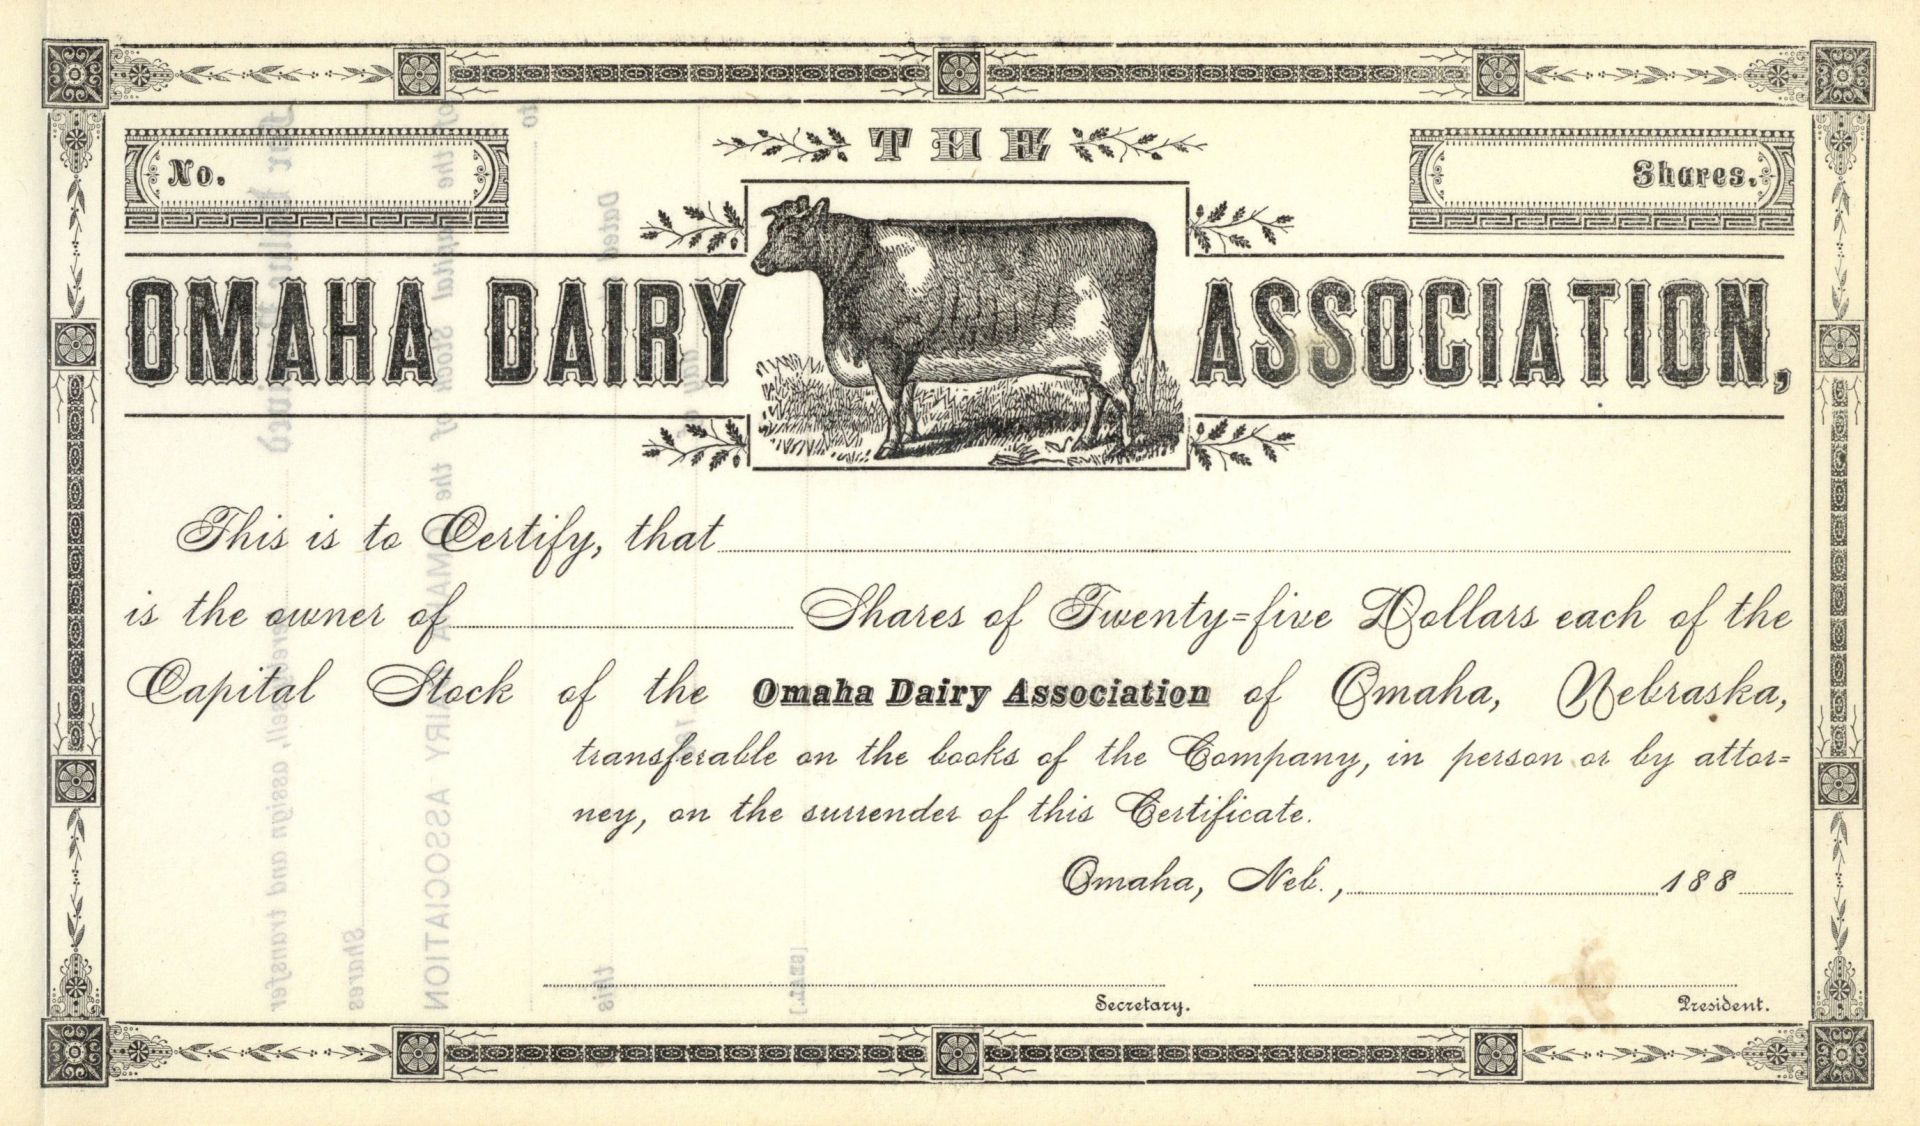 THE
No.
Shares.
OMAHA DAIRY ASSOCIATION,
This is to Certify, that
is the owner of Shares of Twenty=five Dollars each of the
Capital Stock of the Omaha Dairy Association of Omaha, Nebraska,
transferable on the books of the Company, in person or by attor=
ney, on the surrender of this Certificate.
Omaha, Neb., 188
Secretary.
President.